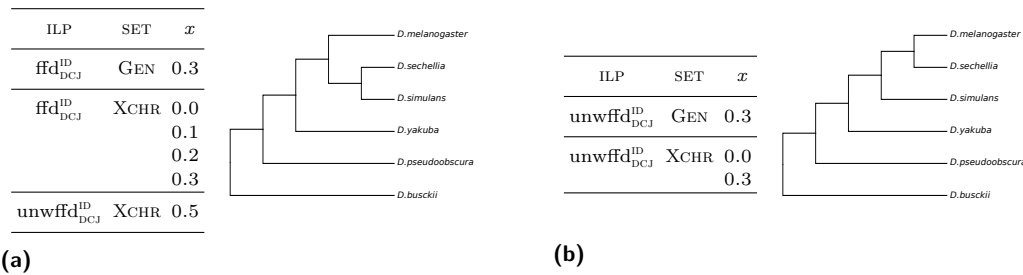 ILP SET x
ffd^ID_DCJ GEN 0.3
ffd^ID_DCJ XCHR 0.0
0.1
0.2
0.3
unwffd^ID_DCJ XCHR 0.5
D.melanogaster
D.sechellia
D.simulans
D.yakuba
D.pseudoobscura
D.busckii
(a)
ILP SET x
unwffd^ID_DCJ GEN 0.3
unwffd^ID_DCJ XCHR 0.0
0.3
D.melanogaster
D.sechellia
D.simulans
D.yakuba
D.pseudoobscura
D.busckii
(b)